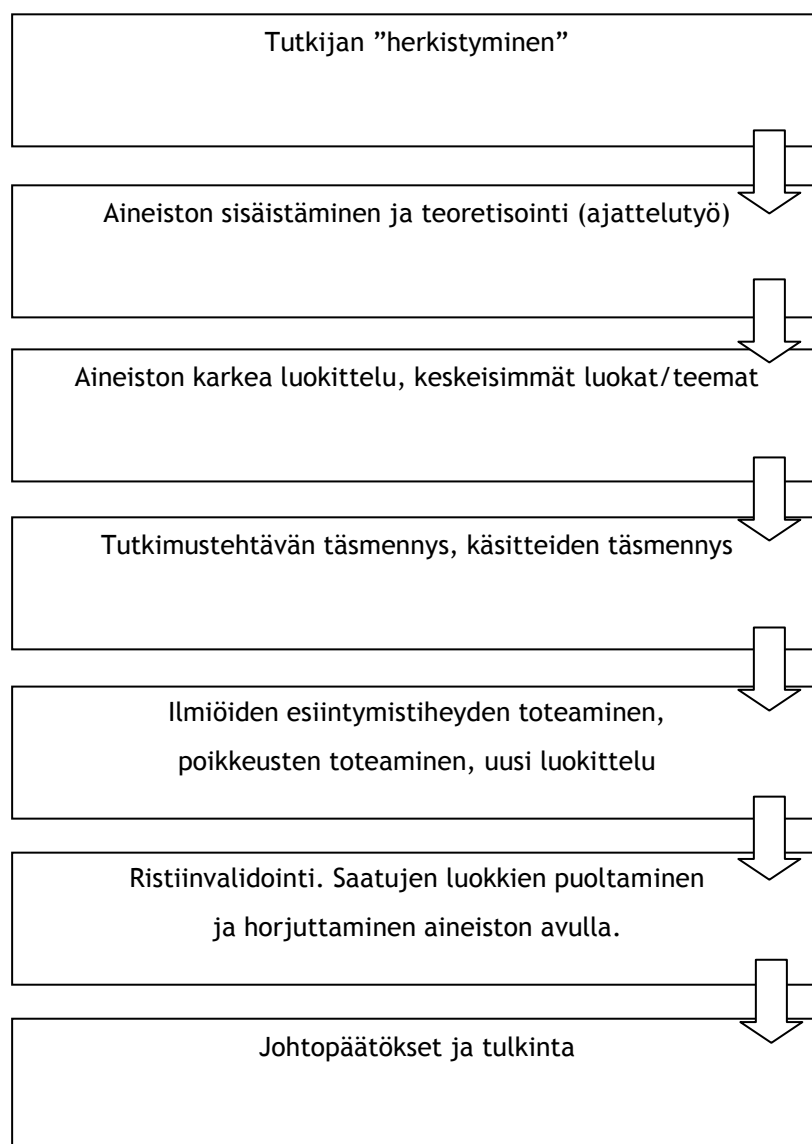 Tutkijan ”herkistyminen”
Aineiston sisäistäminen ja teoretisointi (ajattelutyö)
Aineiston karkea luokittelu, keskeisimmät luokat/teemat
Tutkimustehtävän täsmennys, käsitteiden täsmennys
Ilmiöiden esiintymistiheyden toteaminen,
poikkeusten toteaminen, uusi luokittelu
Ristiinvalidointi. Saatujen luokkien puoltaminen
ja horjuttaminen aineiston avulla.
Johtopäätökset ja tulkinta